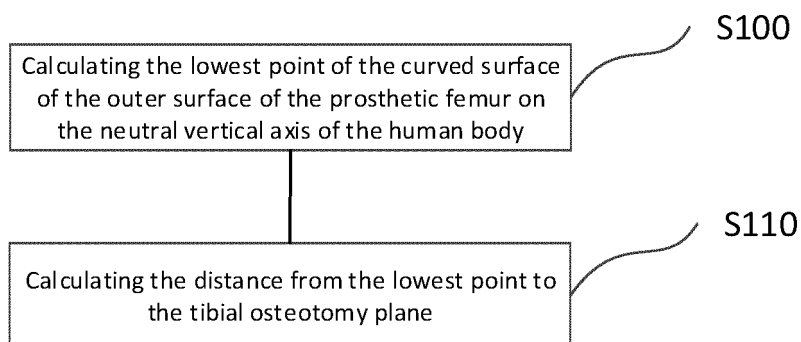 S100
Calculating the lowest point of the curved surface
of the outer surface of the prosthetic femur on
the neutral vertical axis of the human body
S110
Calculating the distance from the lowest point to
the tibial osteotomy plane